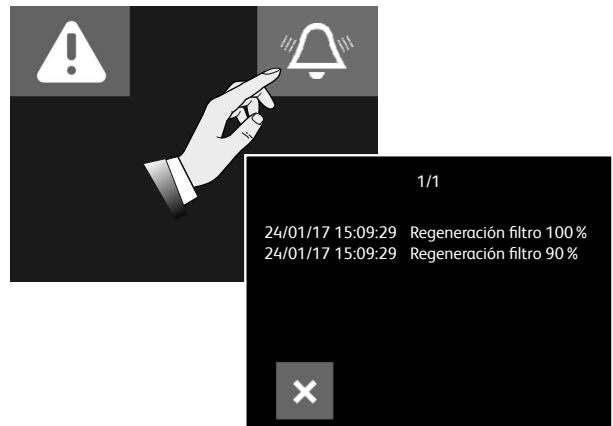 1/1
24/01/17 15:09:29 Regeneración filtro 100 %
24/01/17 15:09:29 Regeneración filtro 90 %